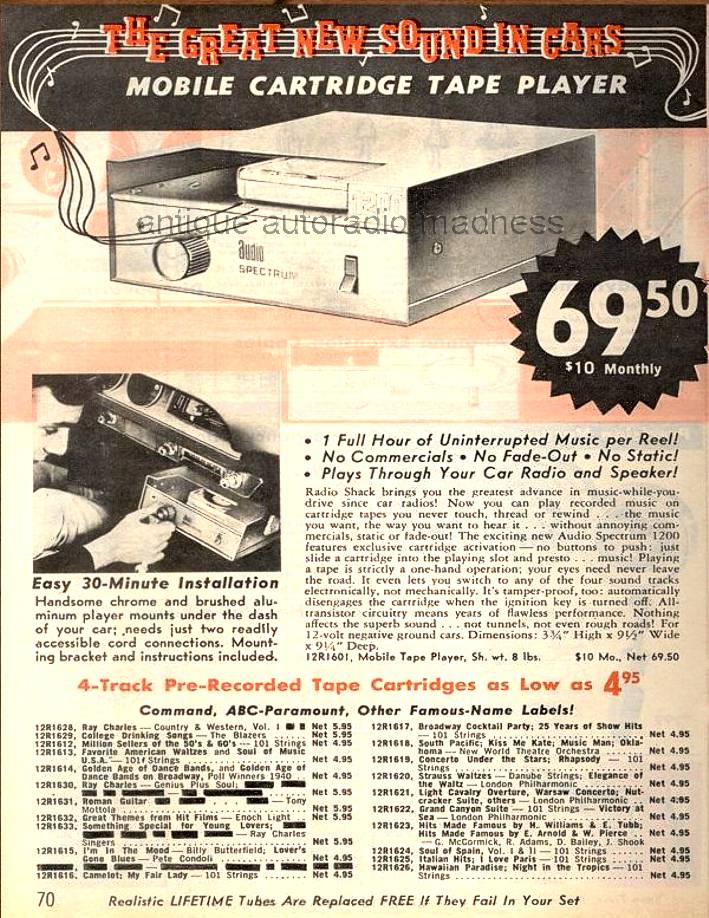 THE GREAT NEW SOUND IN CARS
MOBILE CARTRIDGE TAPE PLAYER
antique autoradio madness
audio
SPECTRUM
69 50
$10 Monthly
• 1 Full Hour of Uninterrupted Music per Reel!
• No Commercials • No Fade-Out • No Static!
• Plays Through Your Car Radio and Speaker!
Radio Shack brings you the greatest advance in music-while-you-
drive since car radios! Now you can play recorded music on
cartridge tapes you never touch, thread or rewind . . . the music
you want, the way you want to hear it . . . without annoying com-
mercials, static or fade-out! The exciting new Audio Spectrum 1200
features exclusive cartridge activation — no buttons to push: just
slide a cartridge into the playing slot and presto . . . music! Playing
a tape is strictly a one-hand operation; your eyes need never leave
the road. It even lets you switch to any of the four sound tracks
electronically, not mechanically. It's tamper-proof, too: automatically
disengages the cartridge when the ignition key is turned off. All-
transistor circuitry means years of flawless performance. Nothing
affects the superb sound . . . not tunnels, not even rough roads! For
12-volt negative ground cars. Dimensions: 3¾" High x 9½" Wide
x 9¼" Deep.
12R1601, Mobile Tape Player, Sh. wt. 8 lbs. $10 Mo., Net 69.50
Easy 30-Minute Installation
Handsome chrome and brushed alu-
minum player mounts under the dash
of your car; needs just two readily
accessible cord connections. Mount-
ing bracket and instructions included.
4-Track Pre-Recorded Tape Cartridges as Low as 4 95
Command, ABC-Paramount, Other Famous-Name Labels!
12R1628, Ray Charles — Country & Western, Vol. I Net 5.95
12R1629, College Drinking Songs — The Blazers . . . . . Net 5.95
12R1612, Million Sellers of the 50's & 60's — 101 Strings Net 4.95
12R1613, Favorite American Waltzes and Soul of Music
U.S.A. — 101 Strings . . . . . Net 4.95
12R1614, Golden Age of Dance Bands, and Golden Age of
Dance Bands on Broadway, Poll Winners 1940 . . Net 4.95
12R1630, Ray Charles — Genius Plus Soul;
Net 5.95
12R1631, Roman Guitar — Tony
Mottola . . . . . Net 5.95
12R1632, Great Themes from Hit Films — Enoch Light . . Net 5.95
12R1633, Something Special for Young Lovers;
— Ray Charles
Singers . . . . . Net 5.95
12R1615, I'm In The Mood — Billy Butterfield; Lover's
Gone Blues — Pete Condoli . . . . . Net 4.95
Net 4.95
12R1616, Camelot; My Fair Lady — 101 Strings . . . . . Net 4.95
12R1617, Broadway Cocktail Party; 25 Years of Show Hits
— 101 Strings . . . . . Net 4.95
12R1618, South Pacific; Kiss Me Kate; Music Man; Okla-
homa — New World Theatre Orchestra . . . . . Net 4.95
12R1619, Concerto Under the Stars; Rhapsody — 101
Strings . . . . . Net 4.95
12R1620, Strauss Waltzes — Danube Strings; Elegance of
the Waltz — London Philharmonic . . . . . Net 4.95
12R1621, Light Cavalry Overture, Warsaw Concerto; Nut-
cracker Suite, others — London Philharmonic . . Net 4.95
12R1622, Grand Canyon Suite — 101 Strings — Victory at
Sea — London Philharmonic . . . . . Net 4.95
12R1623, Hits Made Famous by H. Williams & E. Tubb;
Hits Made Famous by E. Arnold & W. Pierce . .
— G. McCormick, R. Adams, D. Bailey, J. Shook Net 4.95
12R1624, Soul of Spain, Vol. I & II — 101 Strings . . Net 4.95
12R1625, Italian Hits; I Love Paris — 101 Strings . . Net 4.95
12R1626, Hawaiian Paradise; Night in the Tropics — 101
Strings . . . . . Net 4.95
70 Realistic LIFETIME Tubes Are Replaced FREE If They Fail In Your Set